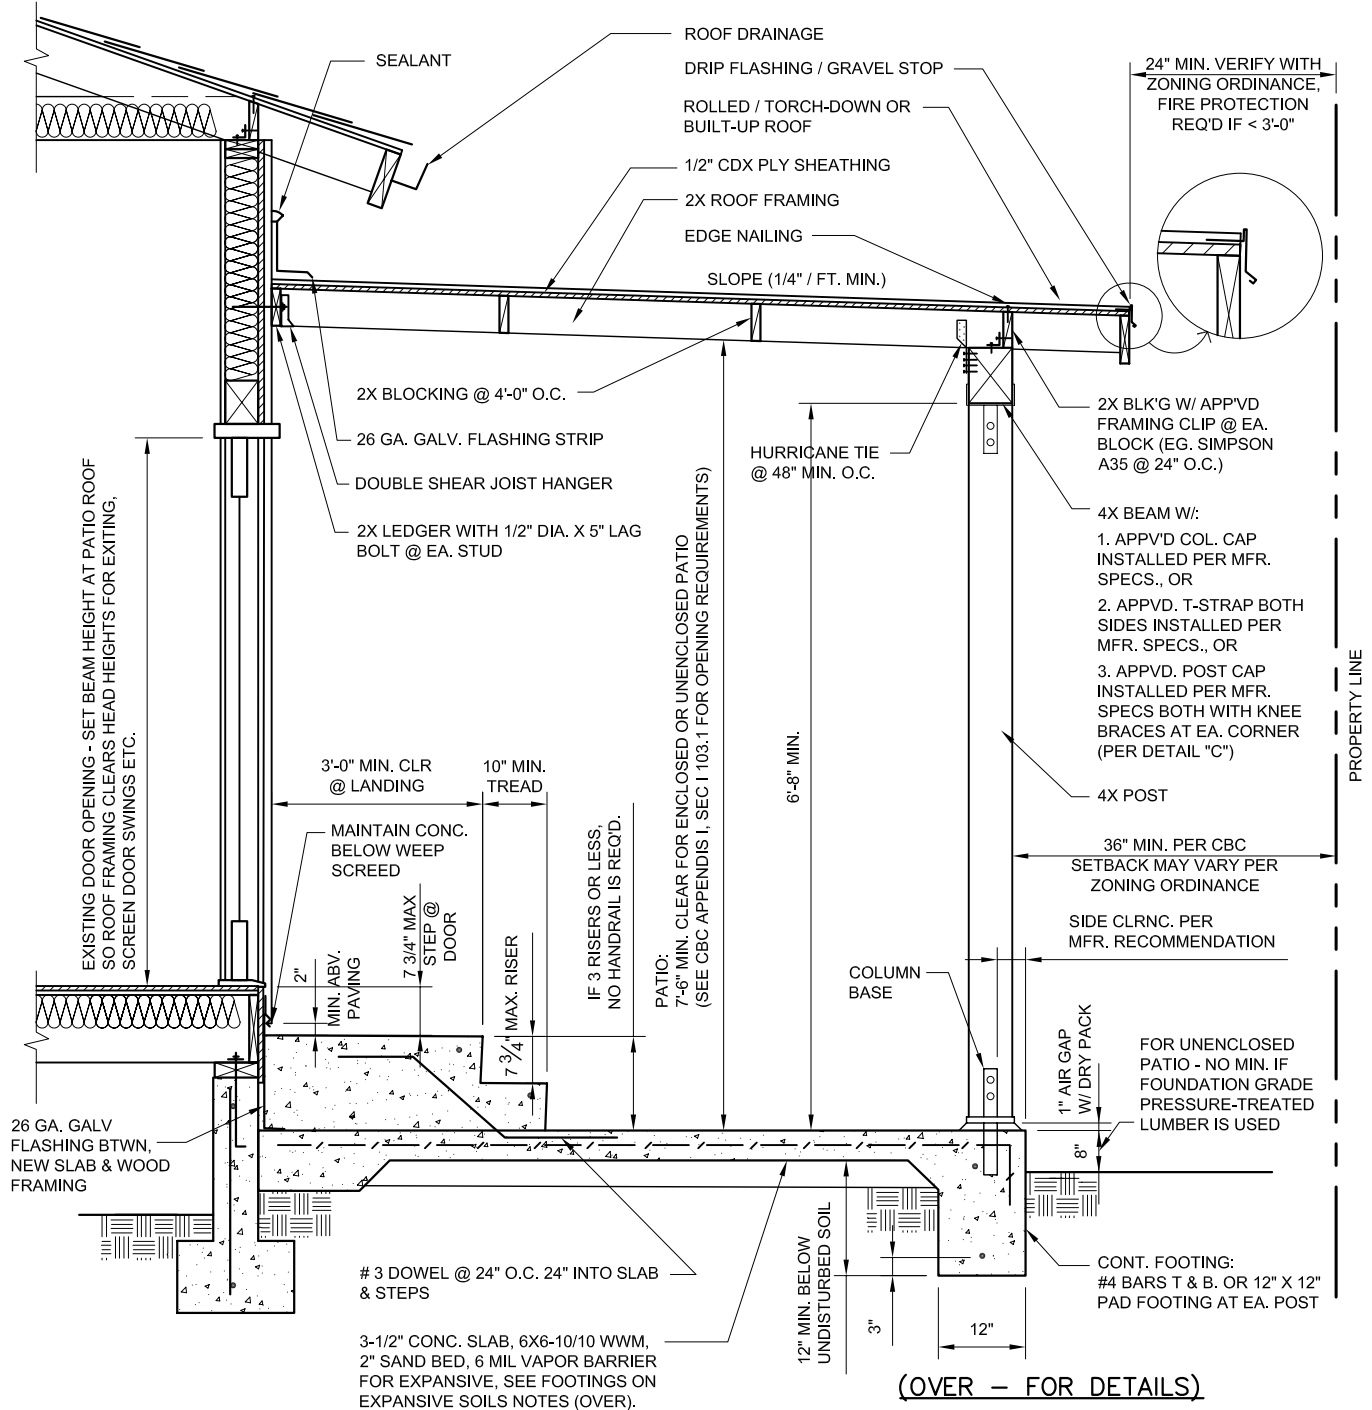 ROOF DRAINAGE
SEALANT
DRIP FLASHING / GRAVEL STOP
24" MIN. VERIFY WITH
ZONING ORDINANCE,
FIRE PROTECTION
REQ'D IF < 3'-0"
ROLLED / TORCH-DOWN OR
BUILT-UP ROOF
1/2" CDX PLY SHEATHING
2X ROOF FRAMING
EDGE NAILING
SLOPE (1/4" / FT. MIN.)
2X BLOCKING @ 4'-0" O.C.
26 GA. GALV. FLASHING STRIP
DOUBLE SHEAR JOIST HANGER
2X LEDGER WITH 1/2" DIA. X 5" LAG
BOLT @ EA. STUD
HURRICANE TIE
@ 48" MIN. O.C.
2X BLK'G W/ APP'VD
FRAMING CLIP @ EA.
BLOCK (EG. SIMPSON
A35 @ 24" O.C.)
4X BEAM W/:
1. APPV'D COL. CAP
INSTALLED PER MFR.
SPECS., OR
2. APPVD. T-STRAP BOTH
SIDES INSTALLED PER
MFR. SPECS., OR
3. APPVD. POST CAP
INSTALLED PER MFR.
SPECS BOTH WITH KNEE
BRACES AT EA. CORNER
(PER DETAIL "C")
4X POST
PROPERTY LINE
EXISTING DOOR OPENING - SET BEAM HEIGHT AT PATIO ROOF
SO ROOF FRAMING CLEARS HEAD HEIGHTS FOR EXITING,
SCREEN DOOR SWINGS ETC.
3'-0" MIN. CLR
@ LANDING
10" MIN.
TREAD
MAINTAIN CONC.
BELOW WEEP
SCREED
2"
MIN. ABV.
PAVING
7 3/4" MAX
STEP @
DOOR
7 3/4" MAX. RISER
IF 3 RISERS OR LESS,
NO HANDRAIL IS REQ'D.
PATIO:
7'-6" MIN. CLEAR FOR ENCLOSED OR UNENCLOSED PATIO
(SEE CBC APPENDIS I, SEC I 103.1 FOR OPENING REQUIREMENTS)
6'-8" MIN.
36" MIN. PER CBC
SETBACK MAY VARY PER
ZONING ORDINANCE
SIDE CLRNC. PER
MFR. RECOMMENDATION
COLUMN
BASE
1" AIR GAP
W/ DRY PACK
8"
FOR UNENCLOSED
PATIO - NO MIN. IF
FOUNDATION GRADE
PRESSURE-TREATED
LUMBER IS USED
26 GA. GALV
FLASHING BTWN,
NEW SLAB & WOOD
FRAMING
# 3 DOWEL @ 24" O.C. 24" INTO SLAB
& STEPS
3-1/2" CONC. SLAB, 6X6-10/10 WWM,
2" SAND BED, 6 MIL VAPOR BARRIER
FOR EXPANSIVE, SEE FOOTINGS ON
EXPANSIVE SOILS NOTES (OVER).
12" MIN. BELOW
UNDISTURBED SOIL
3"
12"
CONT. FOOTING:
#4 BARS T & B. OR 12" X 12"
PAD FOOTING AT EA. POST
(OVER – FOR DETAILS)